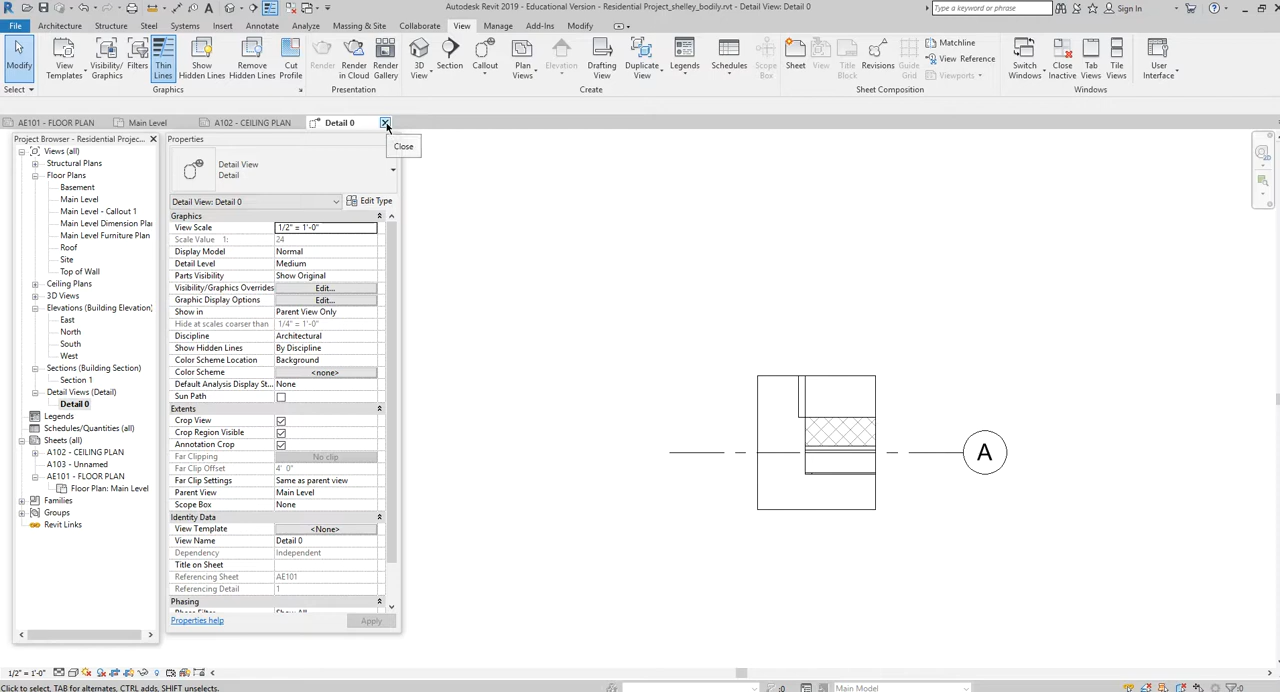 Autodesk Revit 2019 - Educational Version - Residential Project_shelley_bodily.rvt - Detail View: Detail 0
Type a keyword or phrase
Sign In
File Architecture Structure Steel Systems Insert Annotate Analyze Massing & Site Collaborate View Manage Add-Ins Modify
Modify
View Templates
Visibility/ Graphics
Filters
Thin Lines
Show Hidden Lines
Remove Hidden Lines
Cut Profile
Render
Render in Cloud
Render Gallery
3D View
Section
Callout
Plan Views
Elevation
Drafting View
Duplicate View
Legends
Schedules
Scope Box
Sheet
View
Title Block
Revisions
Guide Grid
Matchline
View Reference
Viewports
Switch Windows
Close Inactive
Tab Views
Tile Views
User Interface
Select
Graphics
Presentation
Create
Sheet Composition
Windows
AE101 - FLOOR PLAN
Main Level
A102 - CEILING PLAN
Detail 0
Close
Project Browser - Residential Projec...
Views (all)
Structural Plans
Floor Plans
Basement
Main Level
Main Level - Callout 1
Main Level Dimension Pla
Main Level Furniture Plan
Roof
Site
Top of Wall
Ceiling Plans
3D Views
Elevations (Building Elevation)
East
North
South
West
Sections (Building Section)
Section 1
Detail Views (Detail)
Detail 0
Legends
Schedules/Quantities (all)
Sheets (all)
A102 - CEILING PLAN
A103 - Unnamed
AE101 - FLOOR PLAN
Floor Plan: Main Level
Families
Groups
Revit Links
Properties
Detail View
Detail
Detail View: Detail 0
Edit Type
Graphics
View Scale 1/2" = 1'-0"
Scale Value 1: 24
Display Model Normal
Detail Level Medium
Parts Visibility Show Original
Visibility/Graphics Overrides Edit...
Graphic Display Options Edit...
Show in Parent View Only
Hide at scales coarser than 1/4" = 1'-0"
Discipline Architectural
Show Hidden Lines By Discipline
Color Scheme Location Background
Color Scheme <none>
Default Analysis Display St... None
Sun Path
Extents
Crop View
Crop Region Visible
Annotation Crop
Far Clipping No clip
Far Clip Offset 4' 0"
Far Clip Settings Same as parent view
Parent View Main Level
Scope Box None
Identity Data
View Template <None>
View Name Detail 0
Dependency Independent
Title on Sheet
Referencing Sheet AE101
Referencing Detail 1
Phasing
Properties help
Apply
A
1/2" = 1'-0"
Click to select, TAB for alternates, CTRL adds, SHIFT unselects.
:0
Main Model
:0